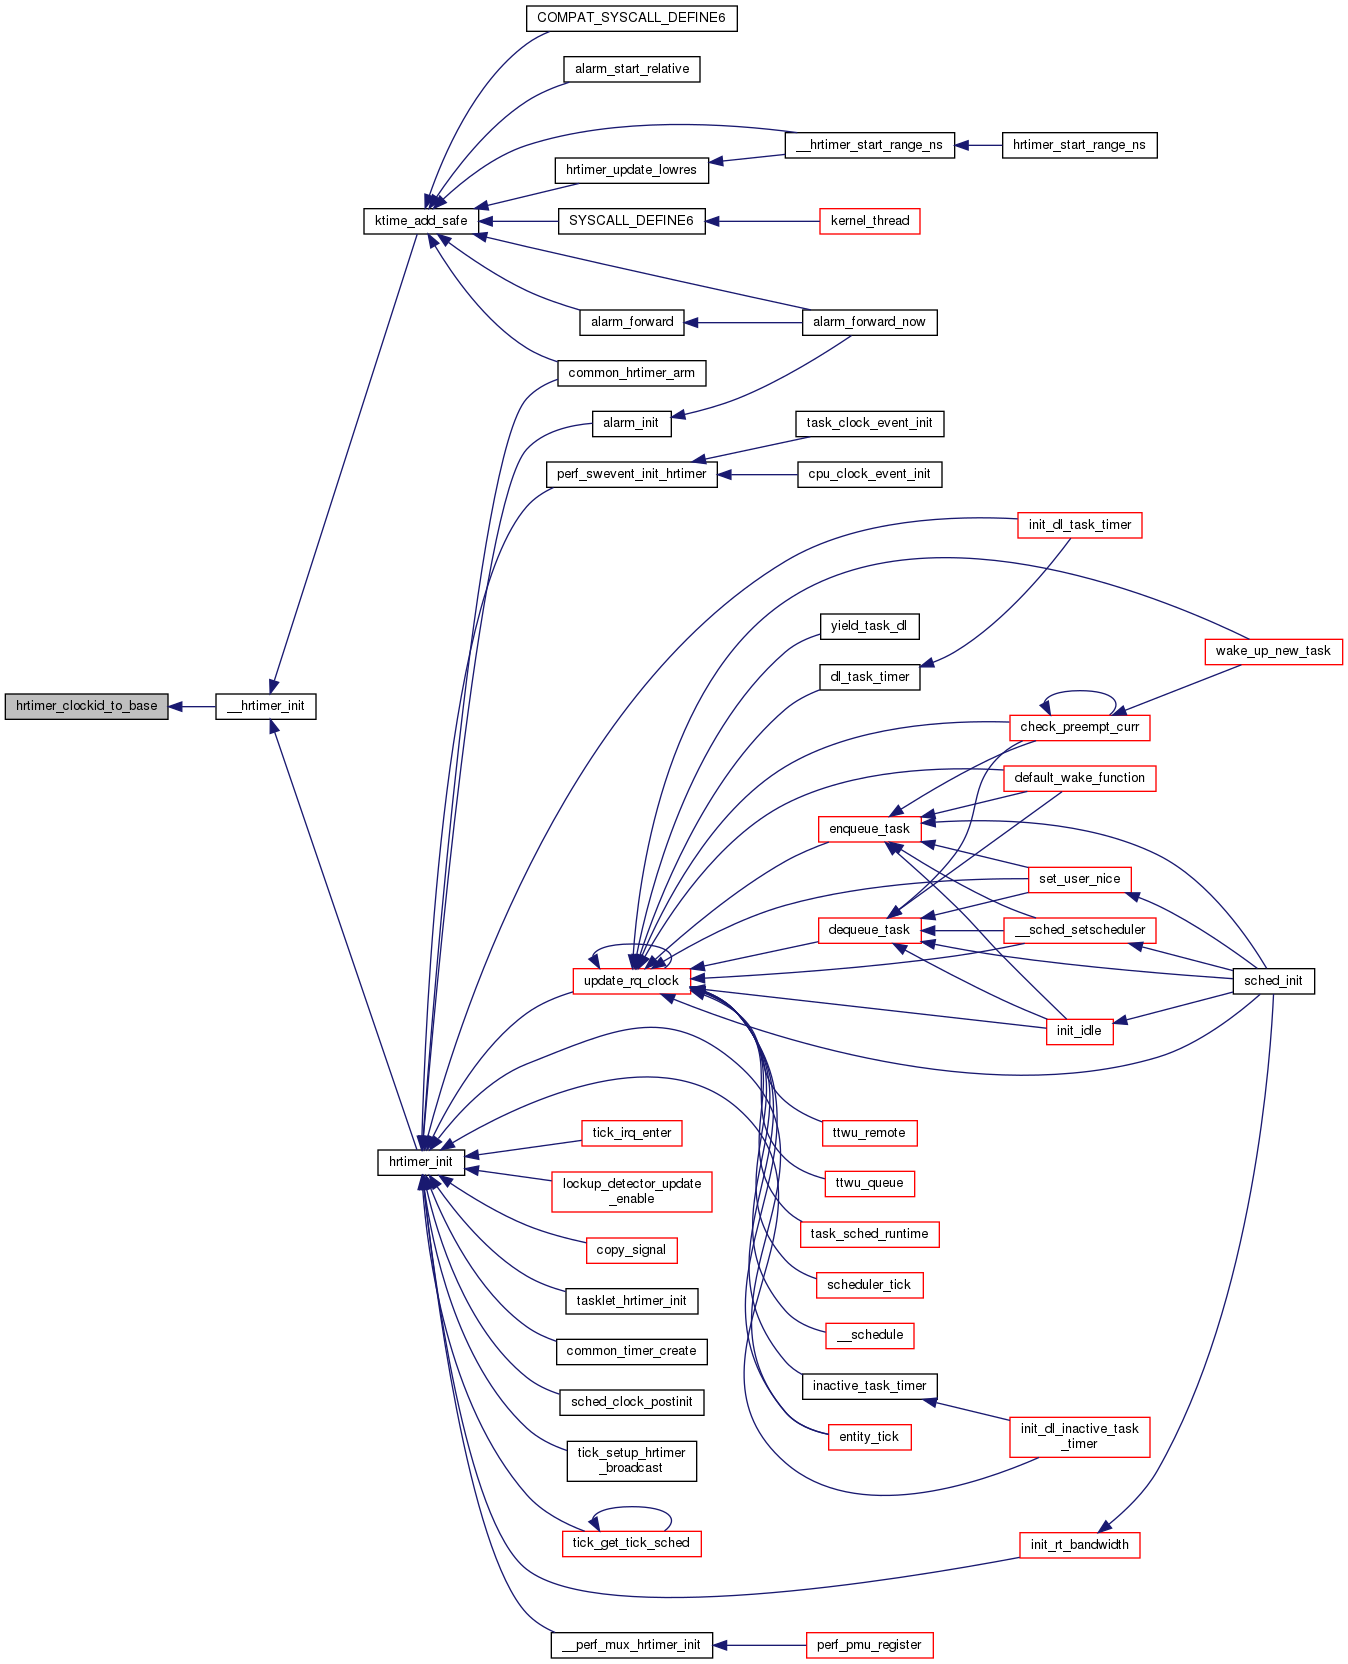 COMPAT_SYSCALL_DEFINE6
alarm_start_relative
__hrtimer_start_range_ns
hrtimer_start_range_ns
hrtimer_update_lowres
ktime_add_safe
SYSCALL_DEFINE6
kernel_thread
alarm_forward
alarm_forward_now
common_hrtimer_arm
alarm_init
task_clock_event_init
perf_swevent_init_hrtimer
cpu_clock_event_init
init_dl_task_timer
yield_task_dl
wake_up_new_task
dl_task_timer
hrtimer_clockid_to_base
__hrtimer_init
check_preempt_curr
default_wake_function
enqueue_task
set_user_nice
dequeue_task
__sched_setscheduler
update_rq_clock
sched_init
init_idle
tick_irq_enter
ttwu_remote
hrtimer_init
lockup_detector_update
_enable
ttwu_queue
task_sched_runtime
copy_signal
scheduler_tick
tasklet_hrtimer_init
__schedule
common_timer_create
inactive_task_timer
sched_clock_postinit
init_dl_inactive_task
_timer
entity_tick
tick_setup_hrtimer
_broadcast
tick_get_tick_sched
init_rt_bandwidth
__perf_mux_hrtimer_init
perf_pmu_register